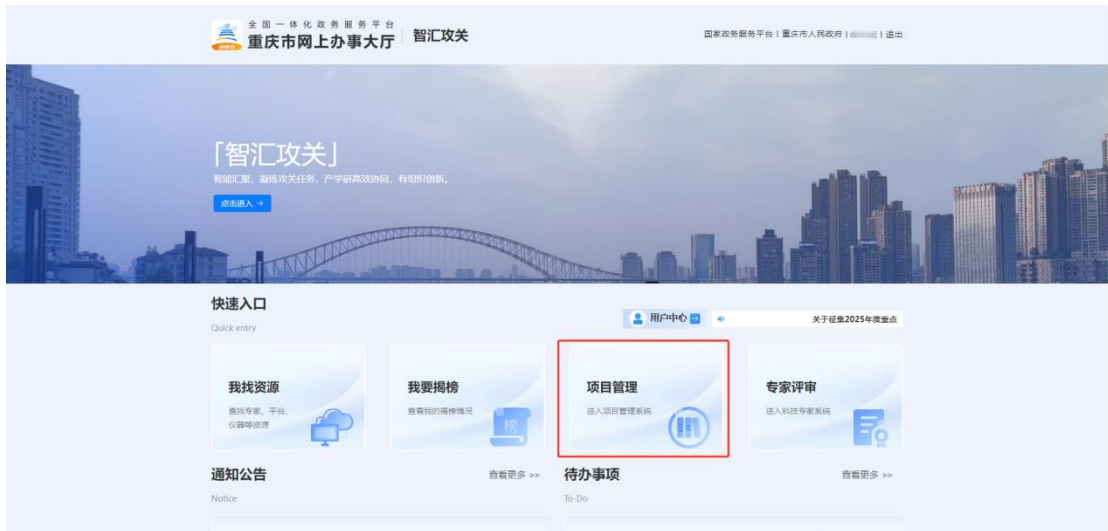 全国一体化政务服务平台
重庆市网上办事大厅
智汇攻关
国家政务服务平台 | 重庆市人民政府 | | 退出
「智汇攻关」
智能汇聚、凝练攻关任务，产学研高效协同，有组织创新。
点击进入 →
快速入口
Quick entry
用户中心
关于征集2025年度重点
我找资源
查找专家、平台、
仪器等资源
我要揭榜
查看我的揭榜情况
榜
项目管理
进入项目管理系统
专家评审
进入科技专家系统
通知公告
查看更多 >>
Notice
待办事项
查看更多 >>
To-Do